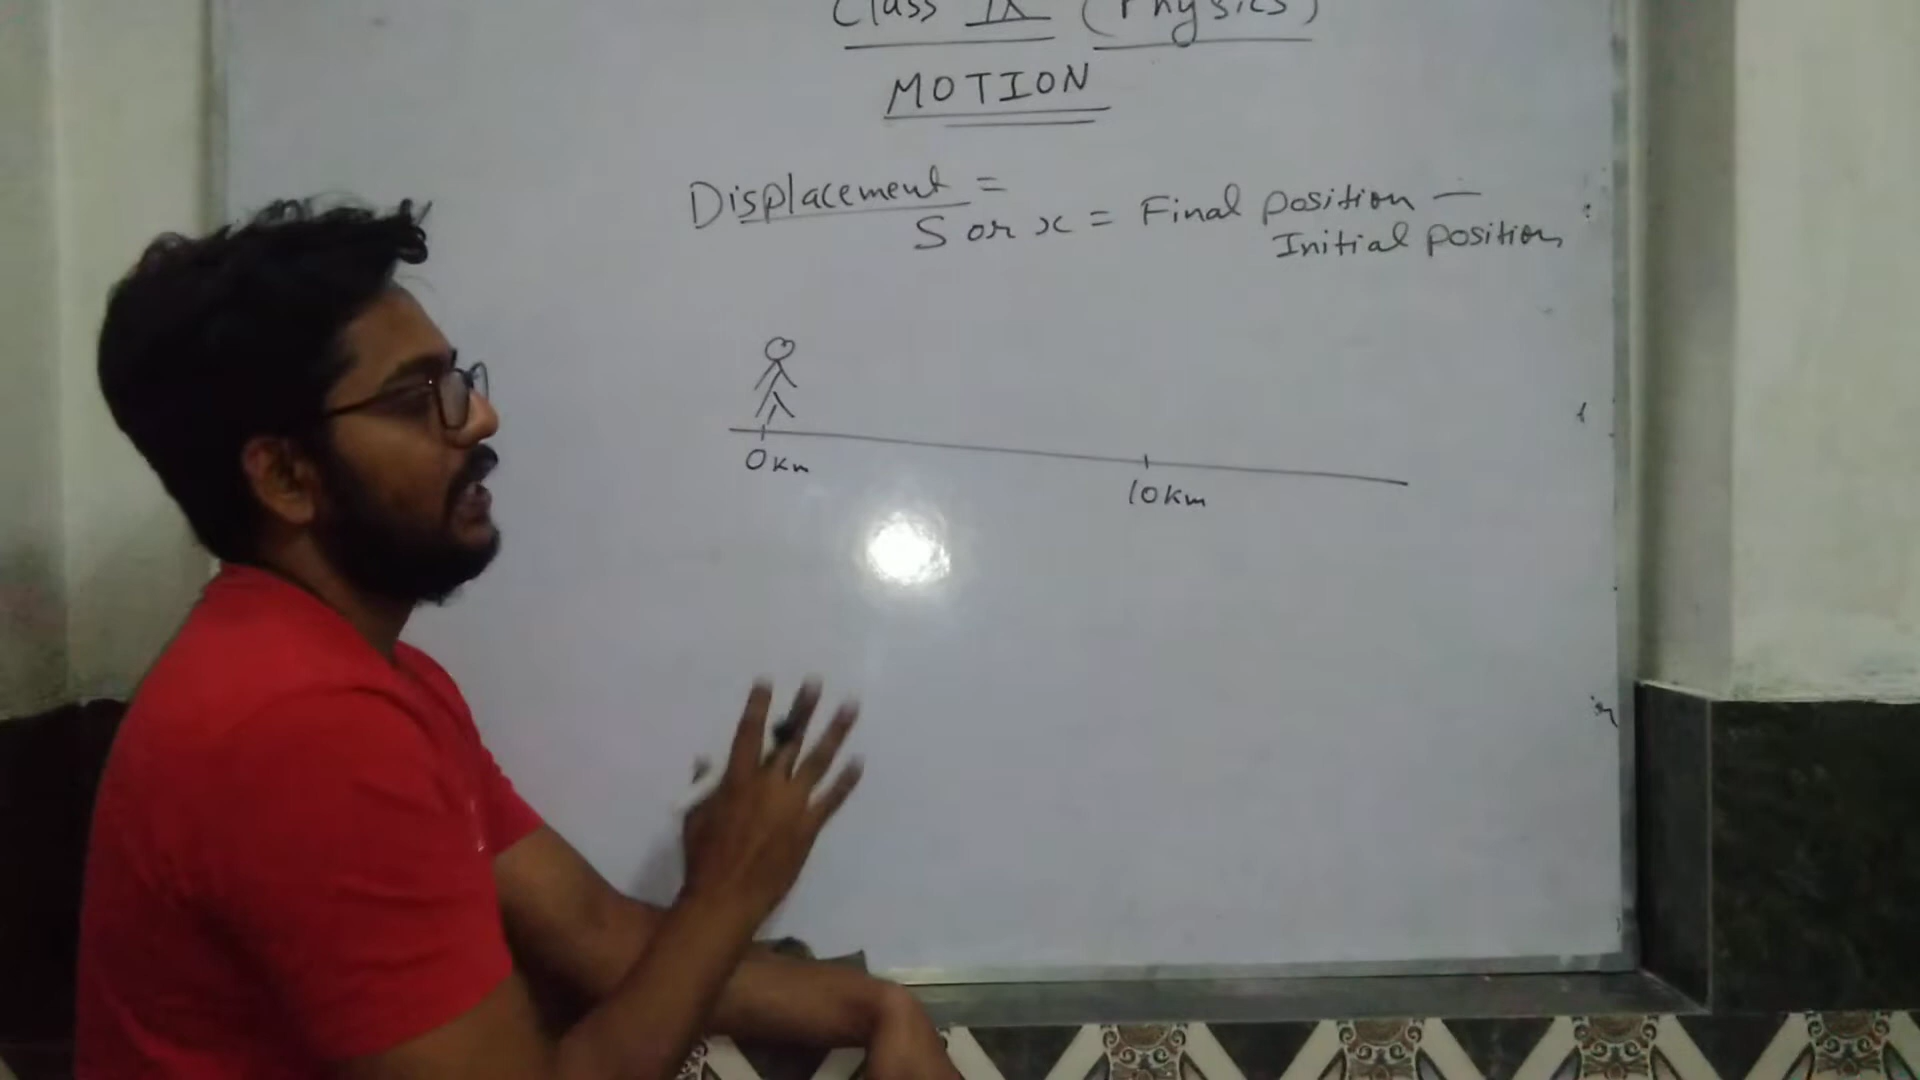 Class IX (Physics)
MOTION
Displacement =
S or x = Final position —
Initial position
0 km
10 km